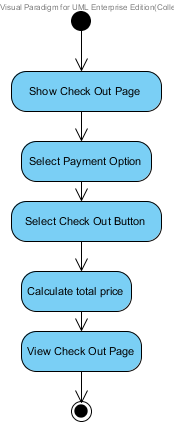 Visual Paradigm for UML Enterprise Edition(Colle
Show Check Out Page
Select Payment Option
Select Check Out Button
Calculate total price
View Check Out Page